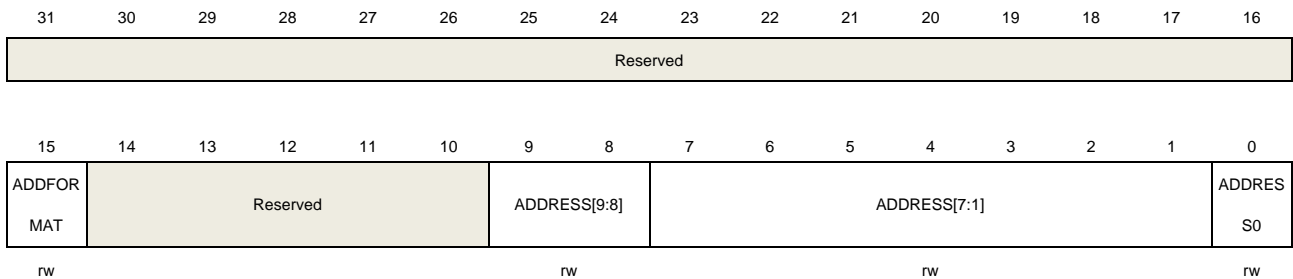 31 30 29 28 27 26 25 24 23 22 21 20 19 18 17 16
Reserved
15 14 13 12 11 10 9 8 7 6 5 4 3 2 1 0
ADDFOR
MAT
Reserved
ADDRESS[9:8]
ADDRESS[7:1]
ADDRES
S0
rw rw rw rw